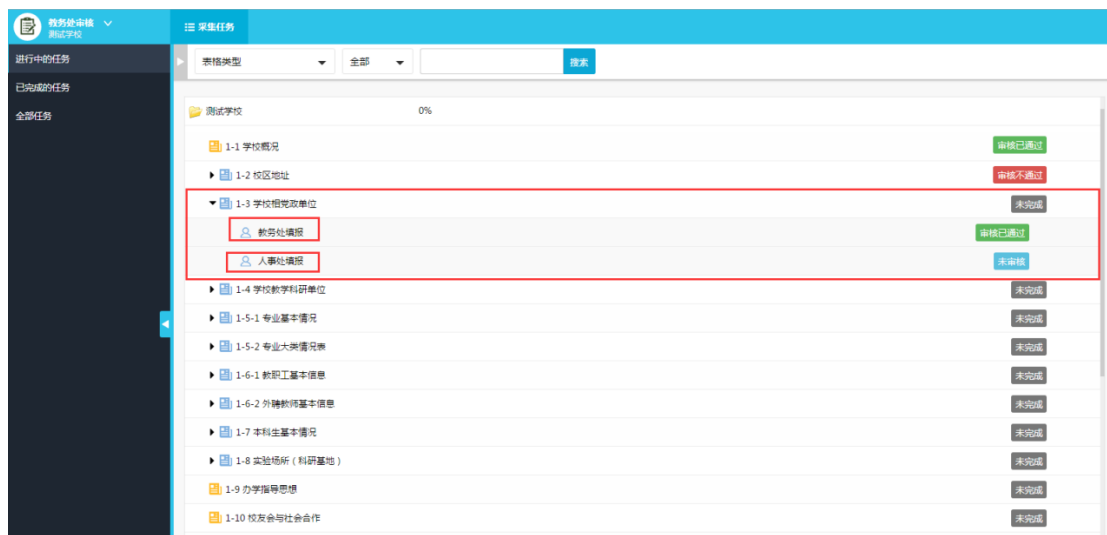 教务处审核
测试学校
采集任务
进行中的任务
已完成的任务
全部任务
表格类型 全部 搜索
测试学校 0%
1-1 学校概况 审核已通过
1-2 校区地址 审核不通过
1-3 学校相党政单位 未完成
教务处填报 审核已通过
人事处填报 未审核
1-4 学校教学科研单位 未完成
1-5-1 专业基本情况 未完成
1-5-2 专业大类情况表 未完成
1-6-1 教职工基本信息 未完成
1-6-2 外聘教师基本信息 未完成
1-7 本科生基本情况 未完成
1-8 实验场所（科研基地） 未完成
1-9 办学指导思想 未完成
1-10 校友会与社会合作 未完成